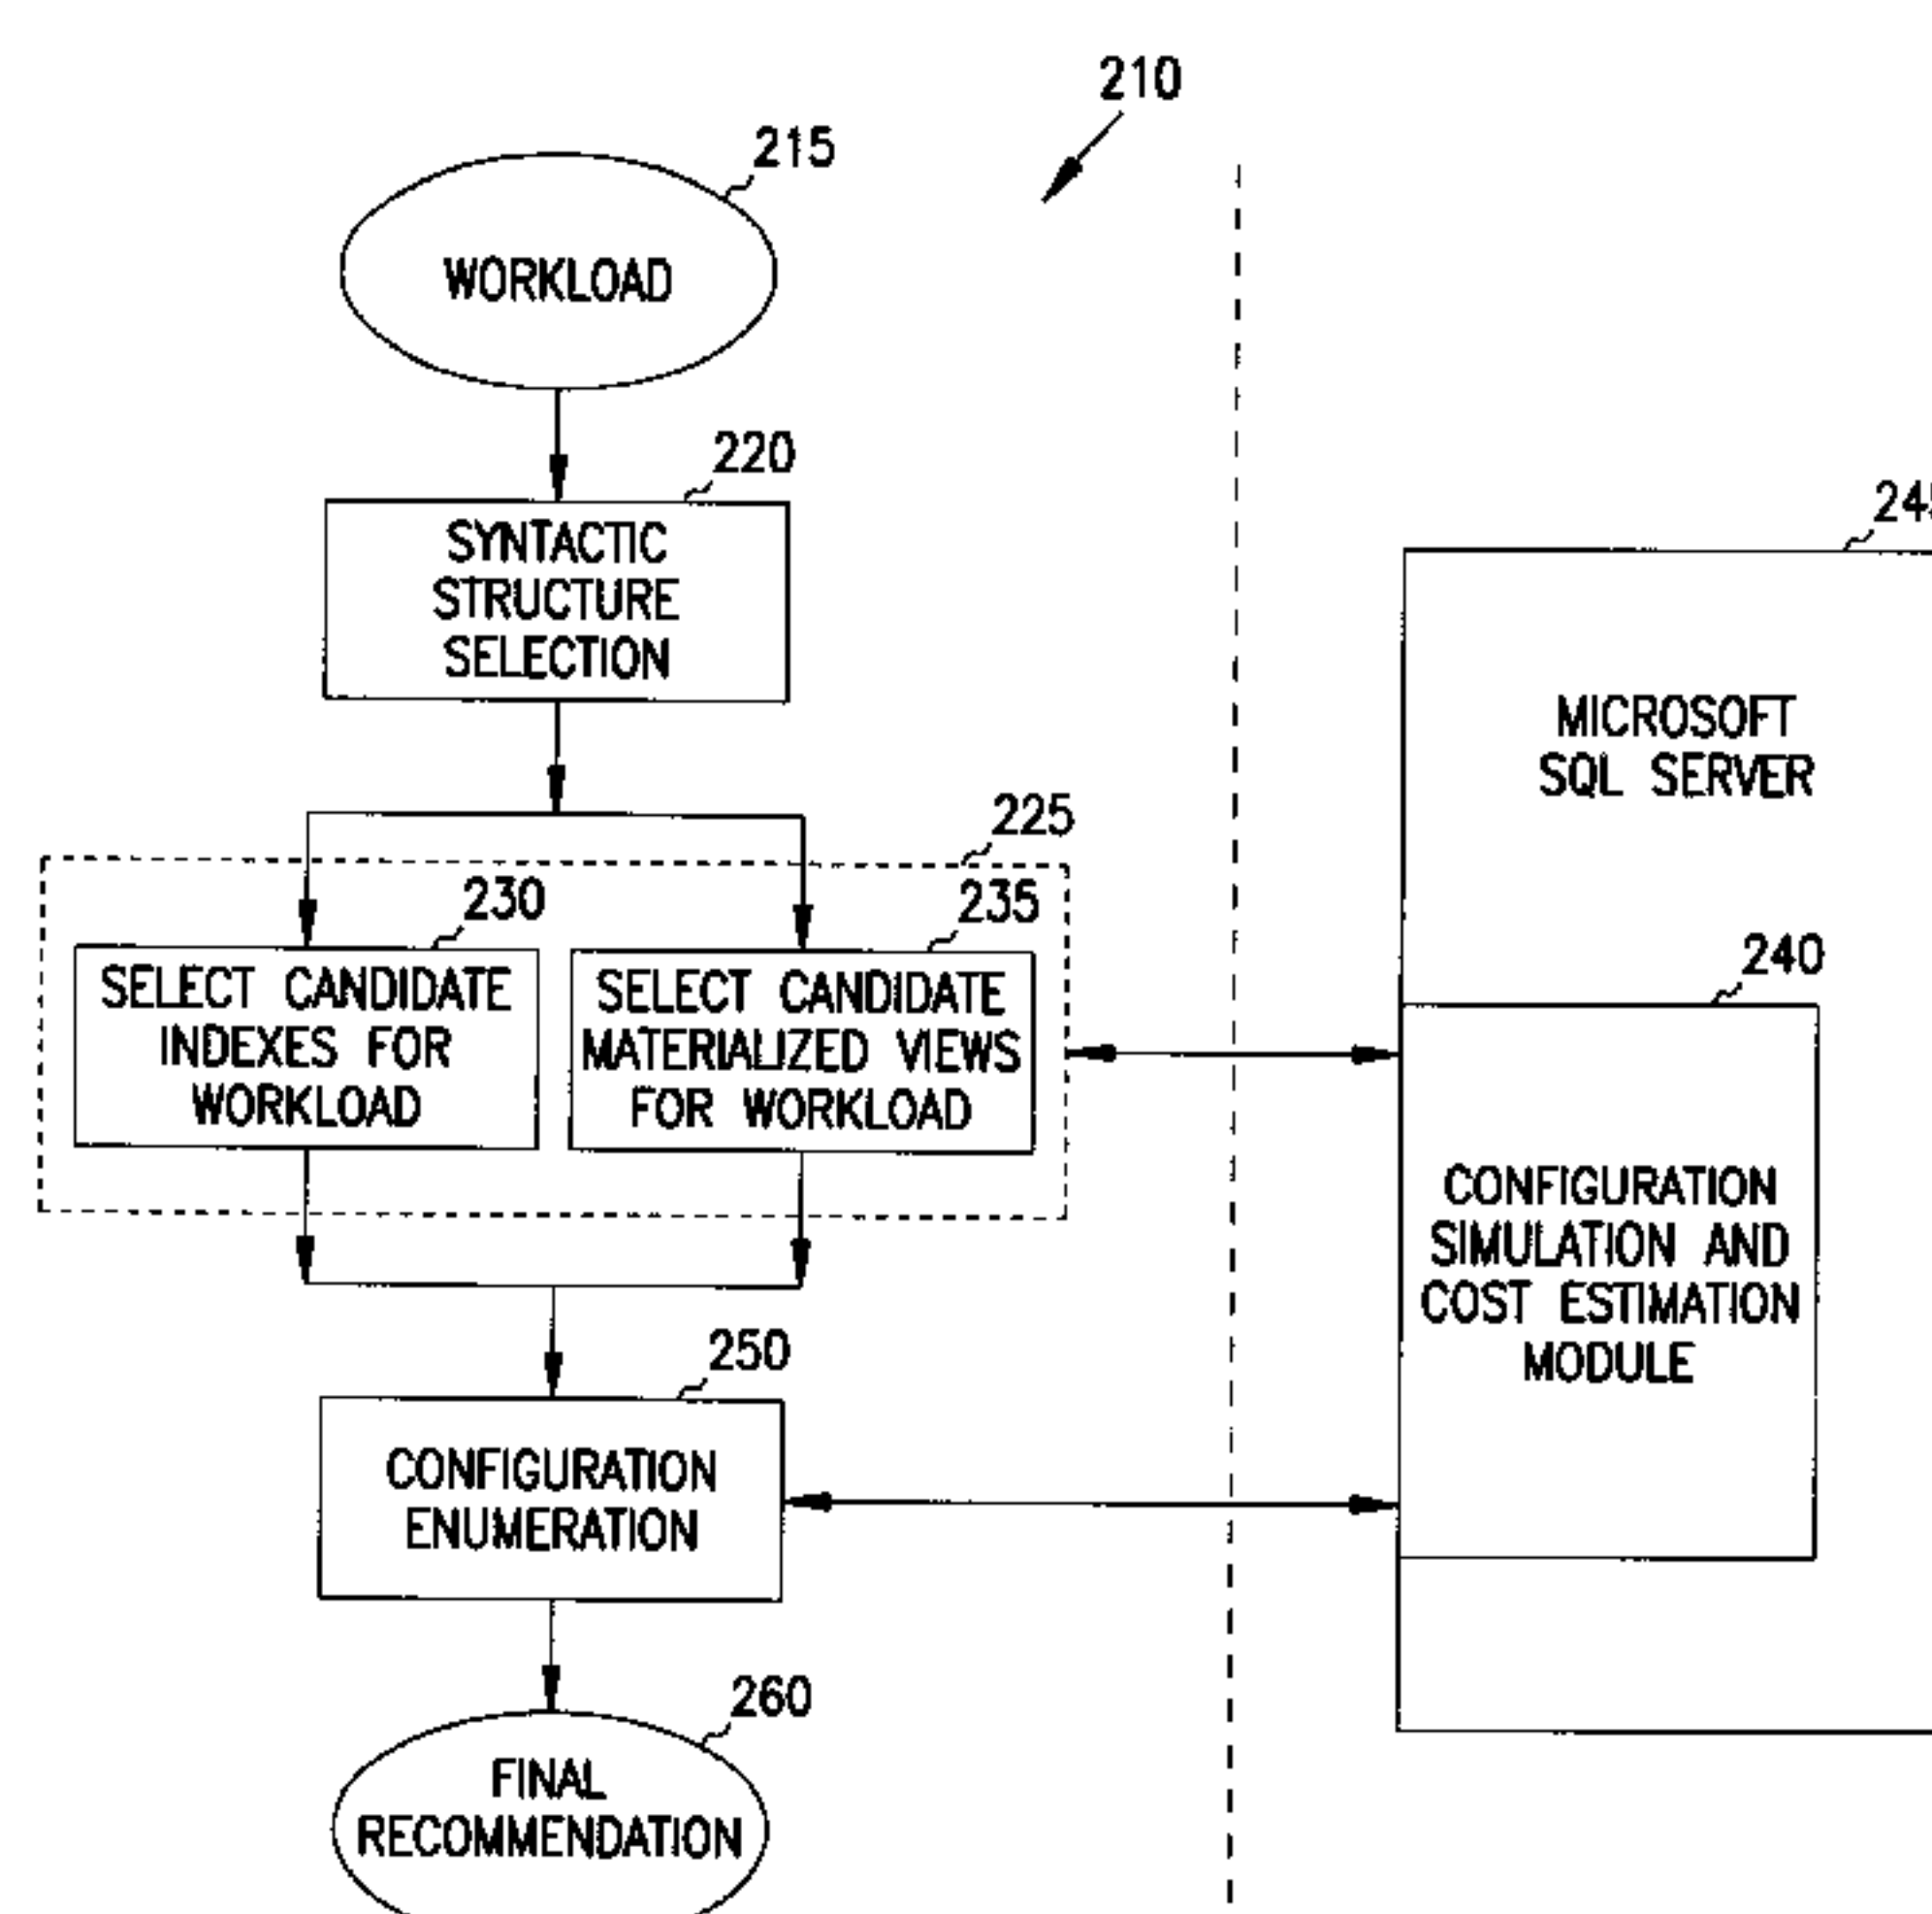 210
215
WORKLOAD
220
SYNTACTIC
STRUCTURE
SELECTION
225
230
SELECT CANDIDATE
INDEXES FOR
WORKLOAD
235
SELECT CANDIDATE
MATERIALIZED VIEWS
FOR WORKLOAD
250
CONFIGURATION
ENUMERATION
260
FINAL
RECOMMENDATION
MICROSOFT
SQL SERVER
240
CONFIGURATION
SIMULATION AND
COST ESTIMATION
MODULE